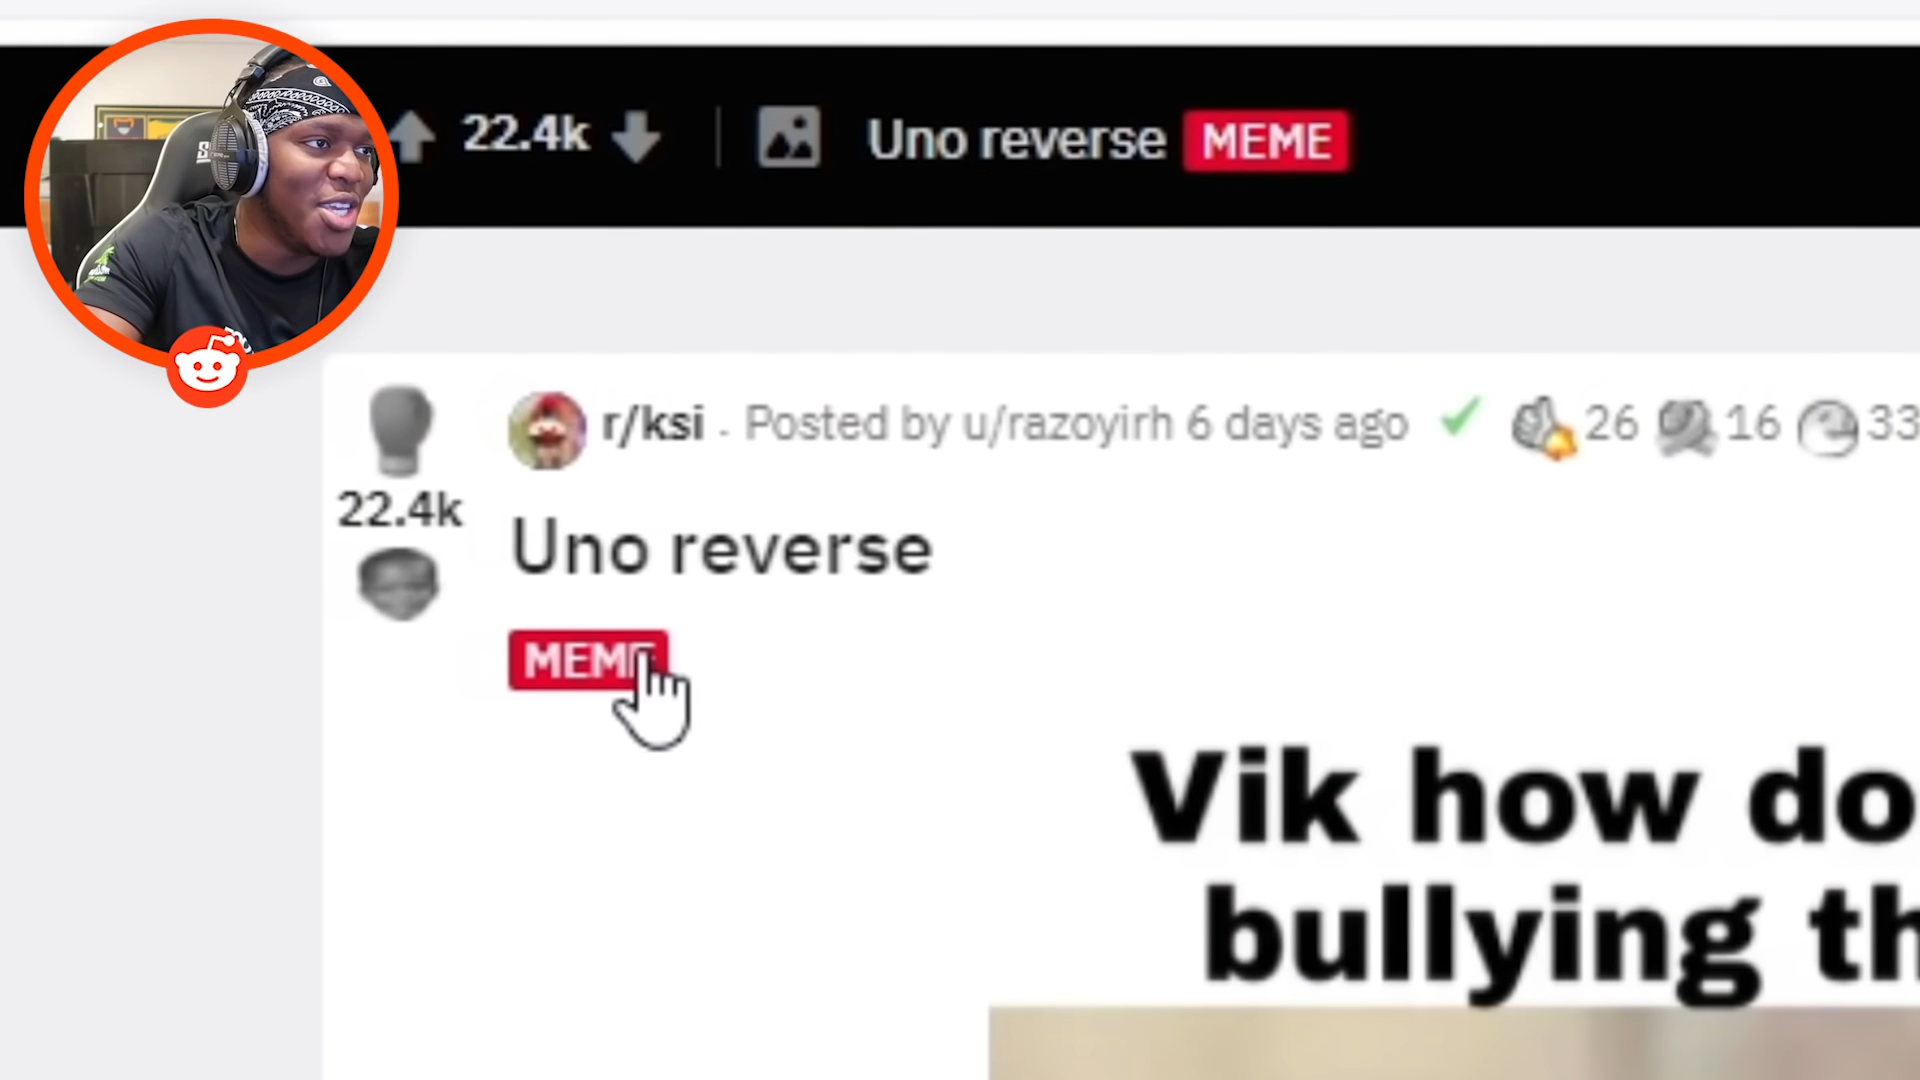 22.4k
Uno reverse MEME
r/ksi . Posted by u/razoyirh 6 days ago 26 16 33
22.4k
Uno reverse
MEME
Vik how do
bullying th